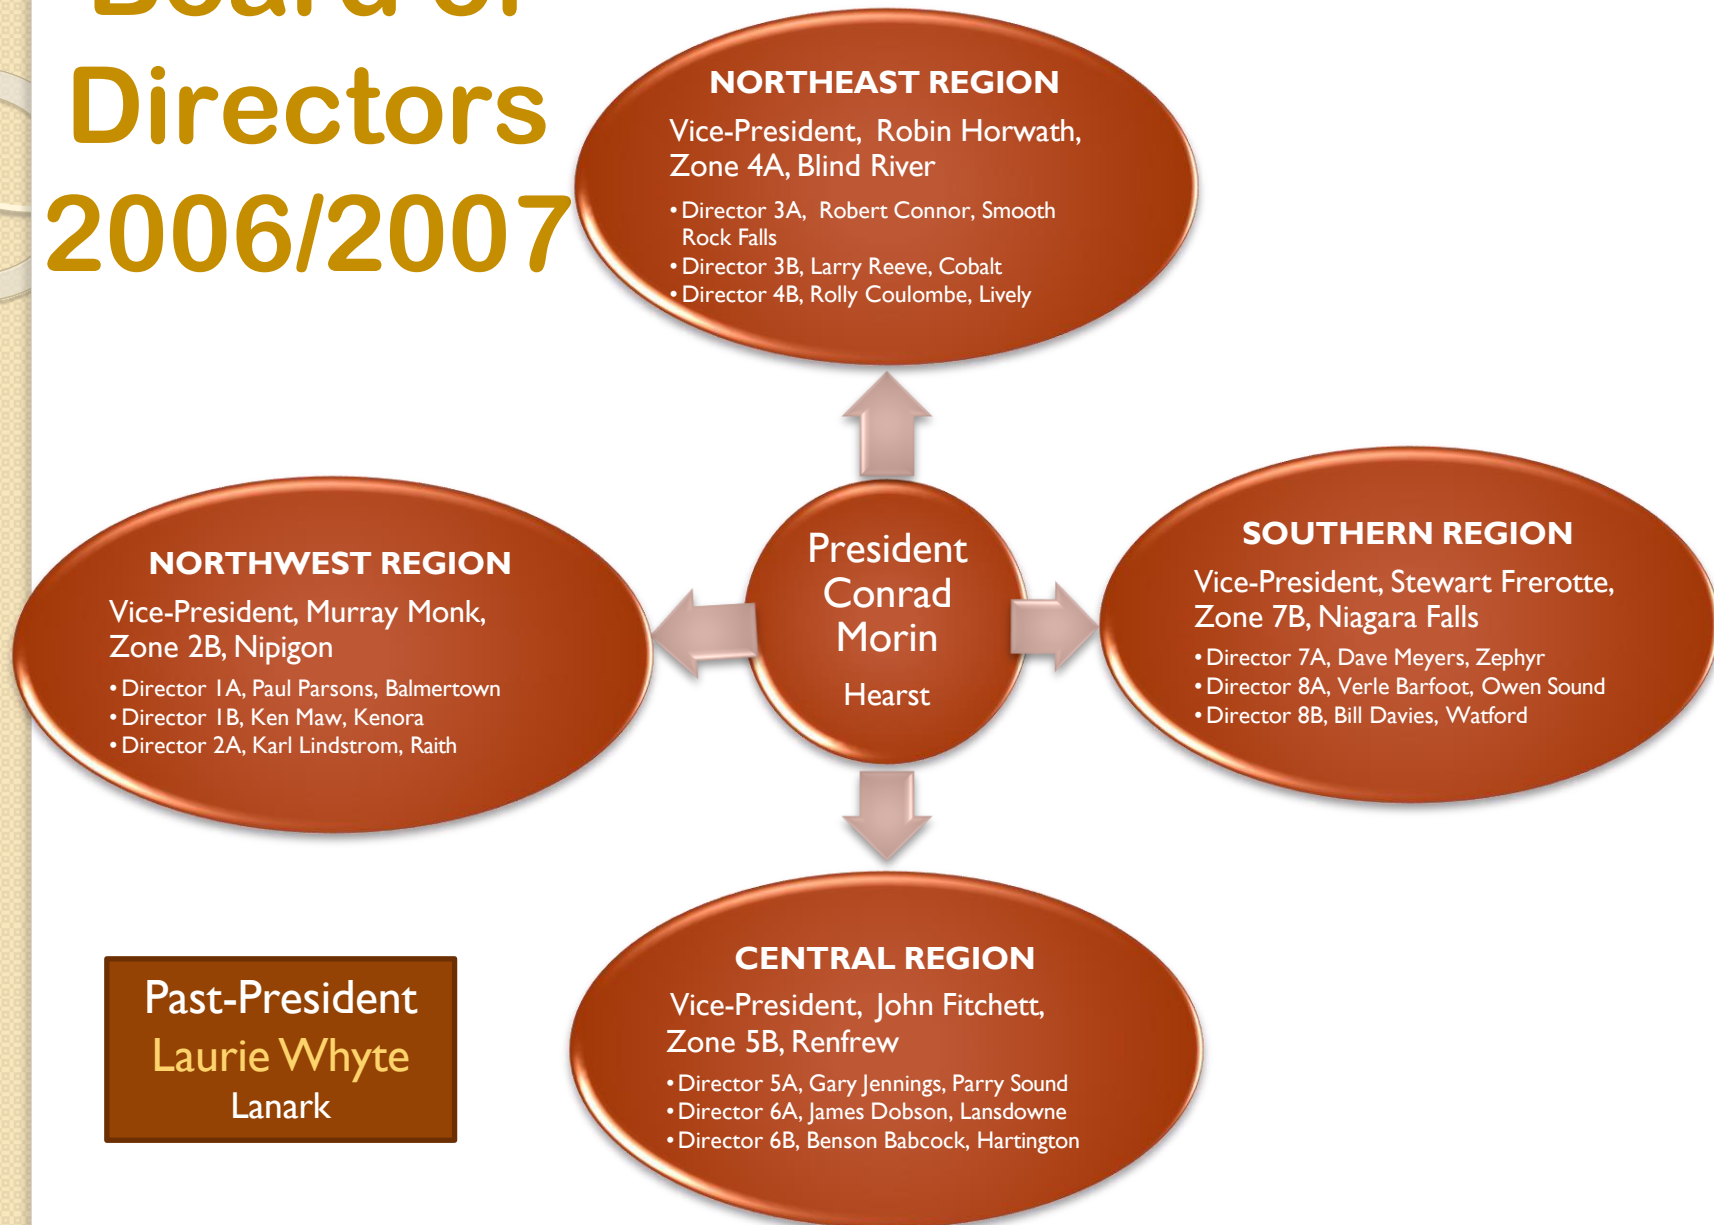 Board of
Directors
2006/2007
NORTHEAST REGION
Vice-President, Robin Horwath,
Zone 4A, Blind River
• Director 3A, Robert Connor, Smooth
Rock Falls
• Director 3B, Larry Reeve, Cobalt
• Director 4B, Rolly Coulombe, Lively
NORTHWEST REGION
Vice-President, Murray Monk,
Zone 2B, Nipigon
• Director 1A, Paul Parsons, Balmertown
• Director 1B, Ken Maw, Kenora
• Director 2A, Karl Lindstrom, Raith
President
Conrad
Morin
Hearst
SOUTHERN REGION
Vice-President, Stewart Frerotte,
Zone 7B, Niagara Falls
• Director 7A, Dave Meyers, Zephyr
• Director 8A, Verle Barfoot, Owen Sound
• Director 8B, Bill Davies, Watford
CENTRAL REGION
Vice-President, John Fitchett,
Zone 5B, Renfrew
• Director 5A, Gary Jennings, Parry Sound
• Director 6A, James Dobson, Lansdowne
• Director 6B, Benson Babcock, Hartington
Past-President
Laurie Whyte
Lanark